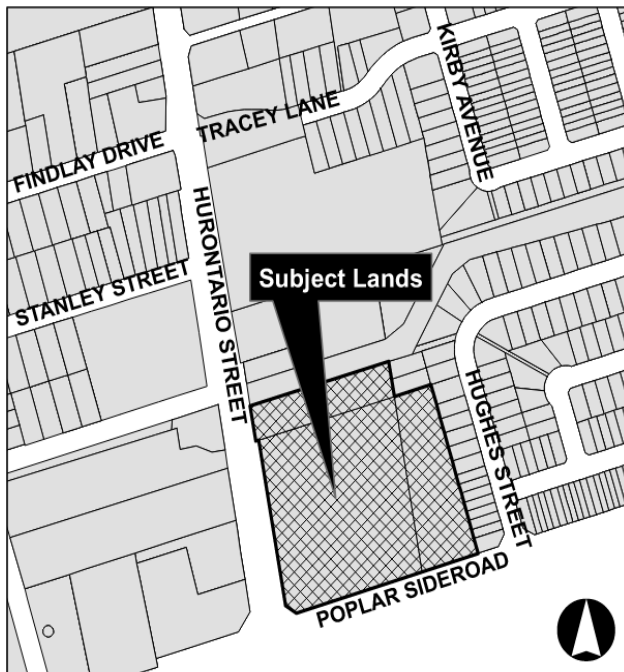 KIRBY AVENUE
TRACEY LANE
FINDLAY DRIVE
HURONTARIO STREET
STANLEY STREET
Subject Lands
HUGHES STREET
POPLAR SIDEROAD